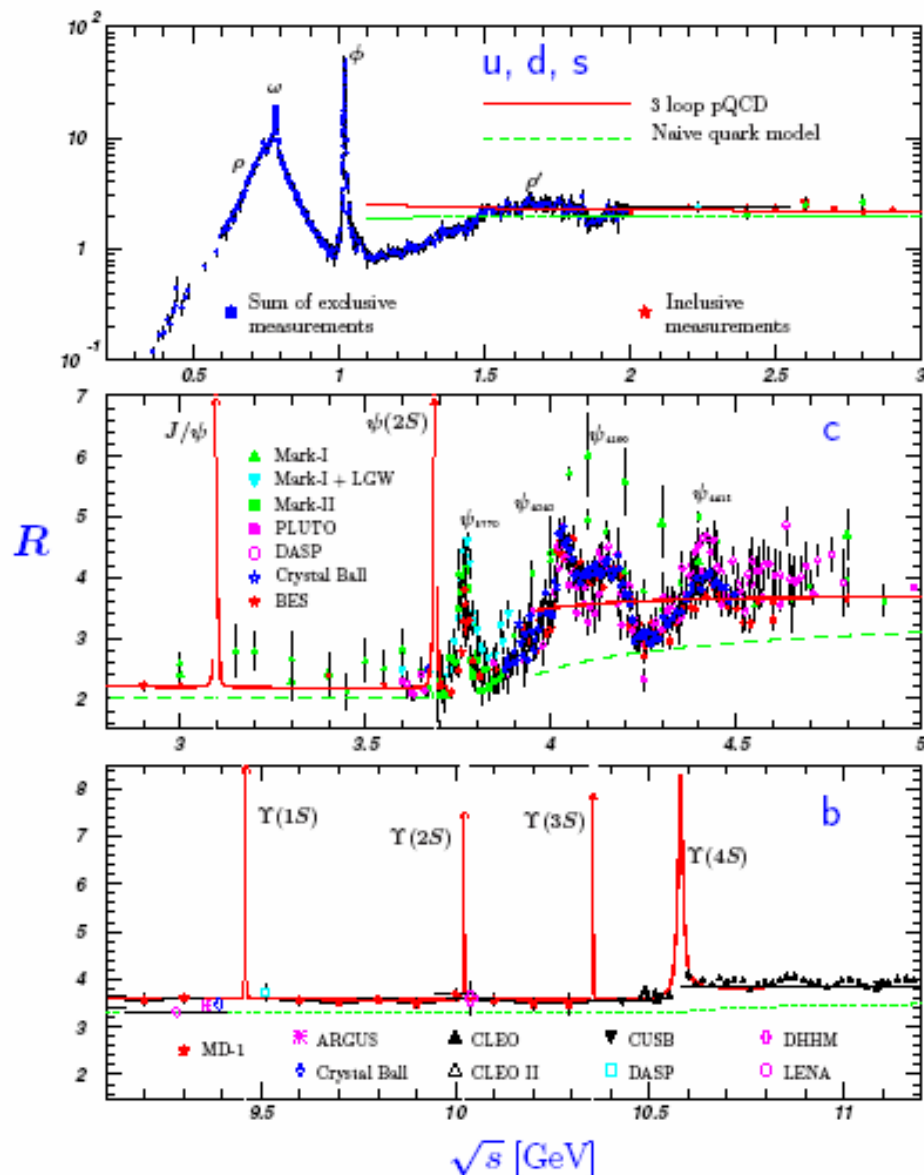 10²
u, d, s
ϕ
ω
3 loop pQCD
Naive quark model
10
ρ
ρ′
1
Sum of exclusive
measurements
Inclusive
measurements
10⁻¹
0.5 1 1.5 2 2.5 3
7
J/ψ
ψ(2S)
c
6
Mark-I
Mark-I + LGW
Mark-II
PLUTO
DASP
Crystal Ball
BES
ψ₄₁₆₀
ψ₄₀₄₀
ψ₄₄₁₅
ψ₃₇₇₀
5
R
4
3
2
3 3.5 4 4.5 5
8
Υ(1S)
Υ(2S)
Υ(3S)
b
7
Υ(4S)
6
5
4
3
MD-1
ARGUS
CLEO
CUSB
DHHM
Crystal Ball
CLEO II
DASP
LENA
2
9.5 10 10.5 11
√s [GeV]